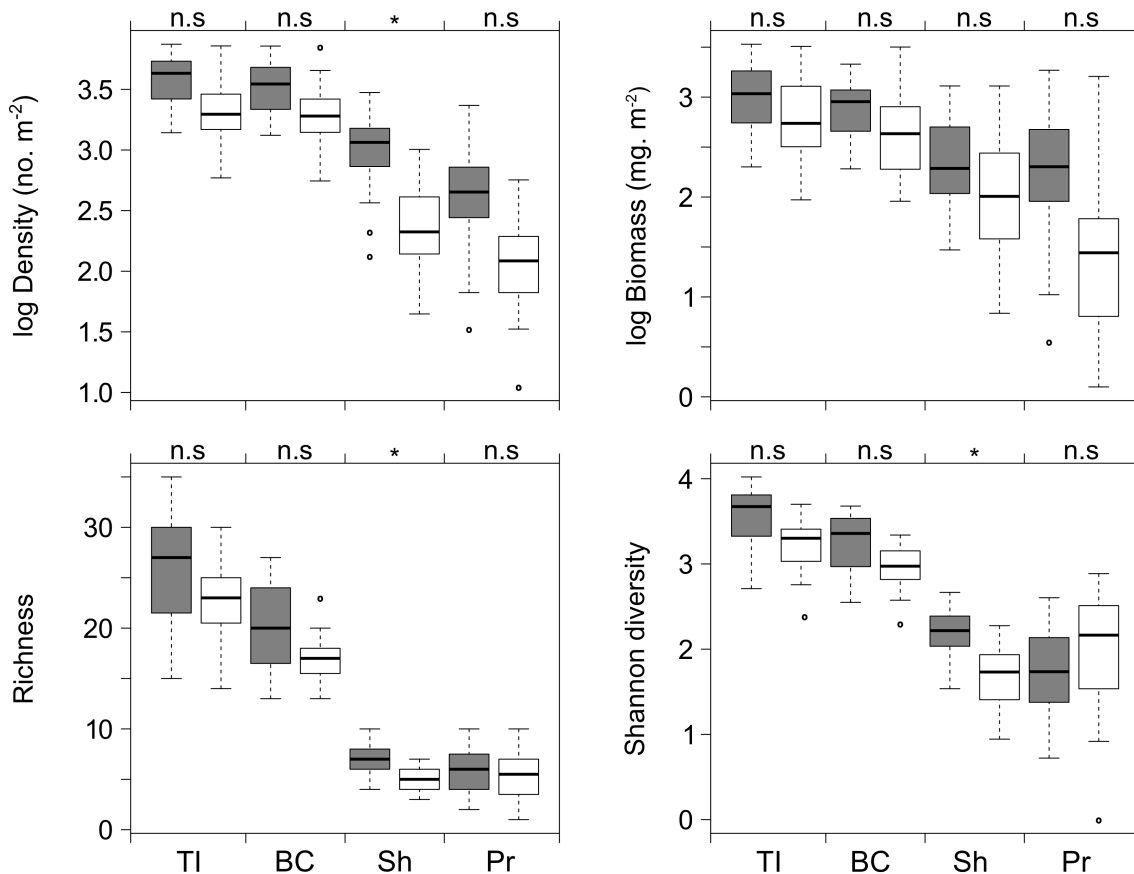 n.s n.s * n.s
log Density (no. m-2)
3.5
3.0
2.5
2.0
1.5
1.0
n.s n.s n.s n.s
log Biomass (mg. m-2)
3
2
1
0
n.s n.s * n.s
Richness
30
20
10
0
TI BC Sh Pr
n.s n.s * n.s
Shannon diversity
4
3
2
1
0
TI BC Sh Pr